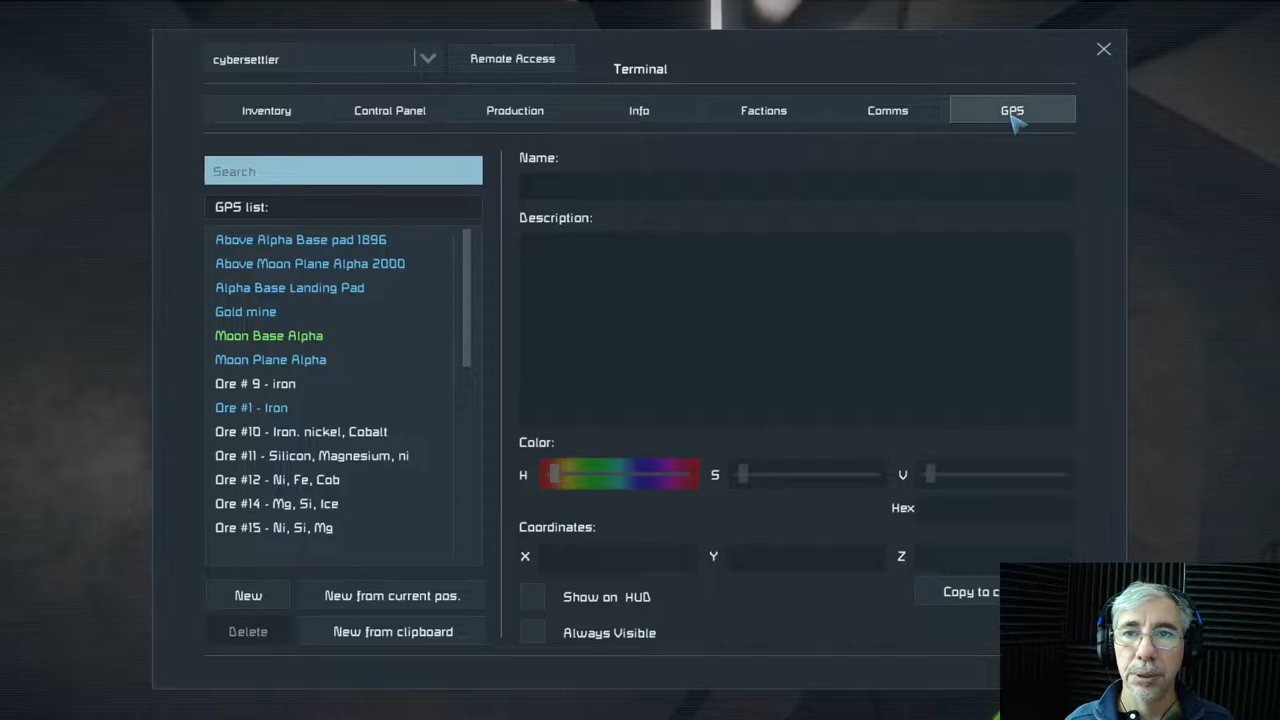 cybersettler
Remote Access
Terminal
Inventory
Control Panel
Production
Info
Factions
Comms
GPS
Search
GPS list:
Above Alpha Base pad 1896
Above Moon Plane Alpha 2000
Alpha Base Landing Pad
Gold mine
Moon Base Alpha
Moon Plane Alpha
Ore # 9 - iron
Ore #1 - Iron
Ore #10 - Iron. nickel, Cobalt
Ore #11 - Silicon, Magnesium, ni
Ore #12 - Ni, Fe, Cob
Ore #14 - Mg, Si, Ice
Ore #15 - Ni, Si, Mg
New
New from current pos.
Delete
New from clipboard
Name:
Description:
Color:
H
S
V
Hex
Coordinates:
X
Y
Z
Show on HUD
Always Visible
Copy to c